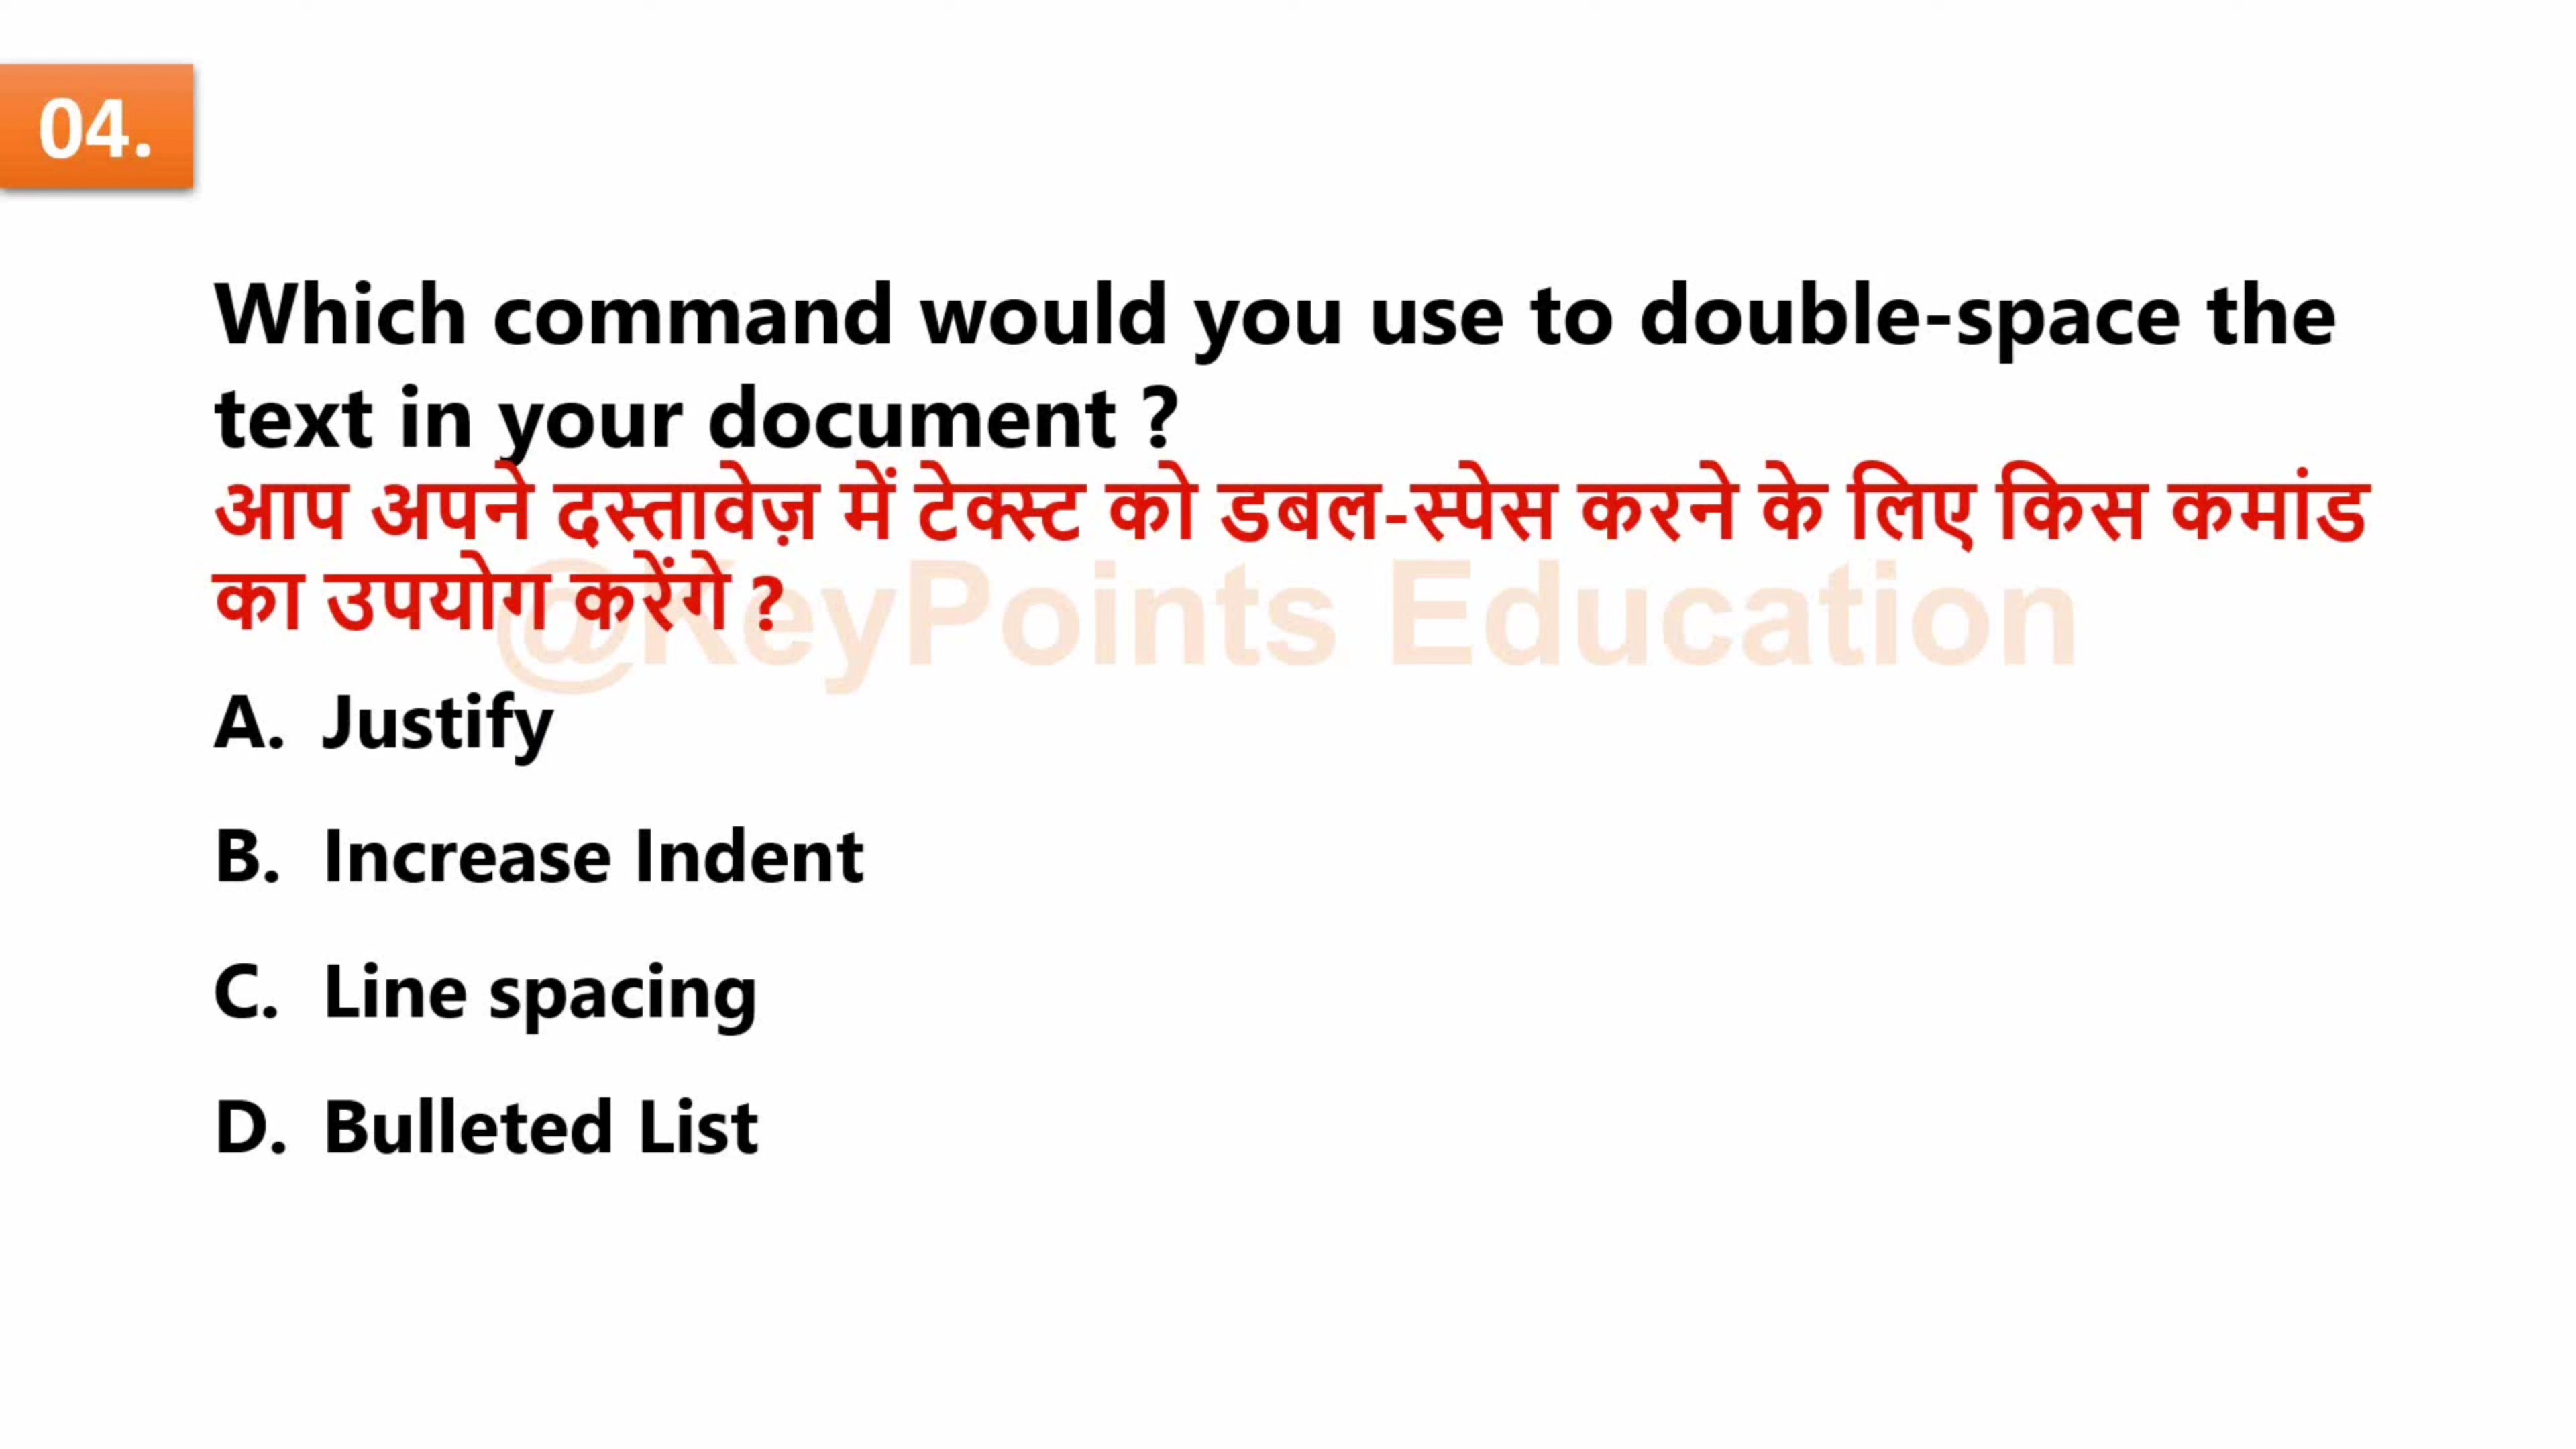 04.
Which command would you use to double-space the
text in your document ?
आप अपने दस्तावेज़ में टेक्स्ट को डबल-स्पेस करने के लिए किस कमांड
का उपयोग करेंगे ?
@KeyPoints Education
A. Justify
B. Increase Indent
C. Line spacing
D. Bulleted List